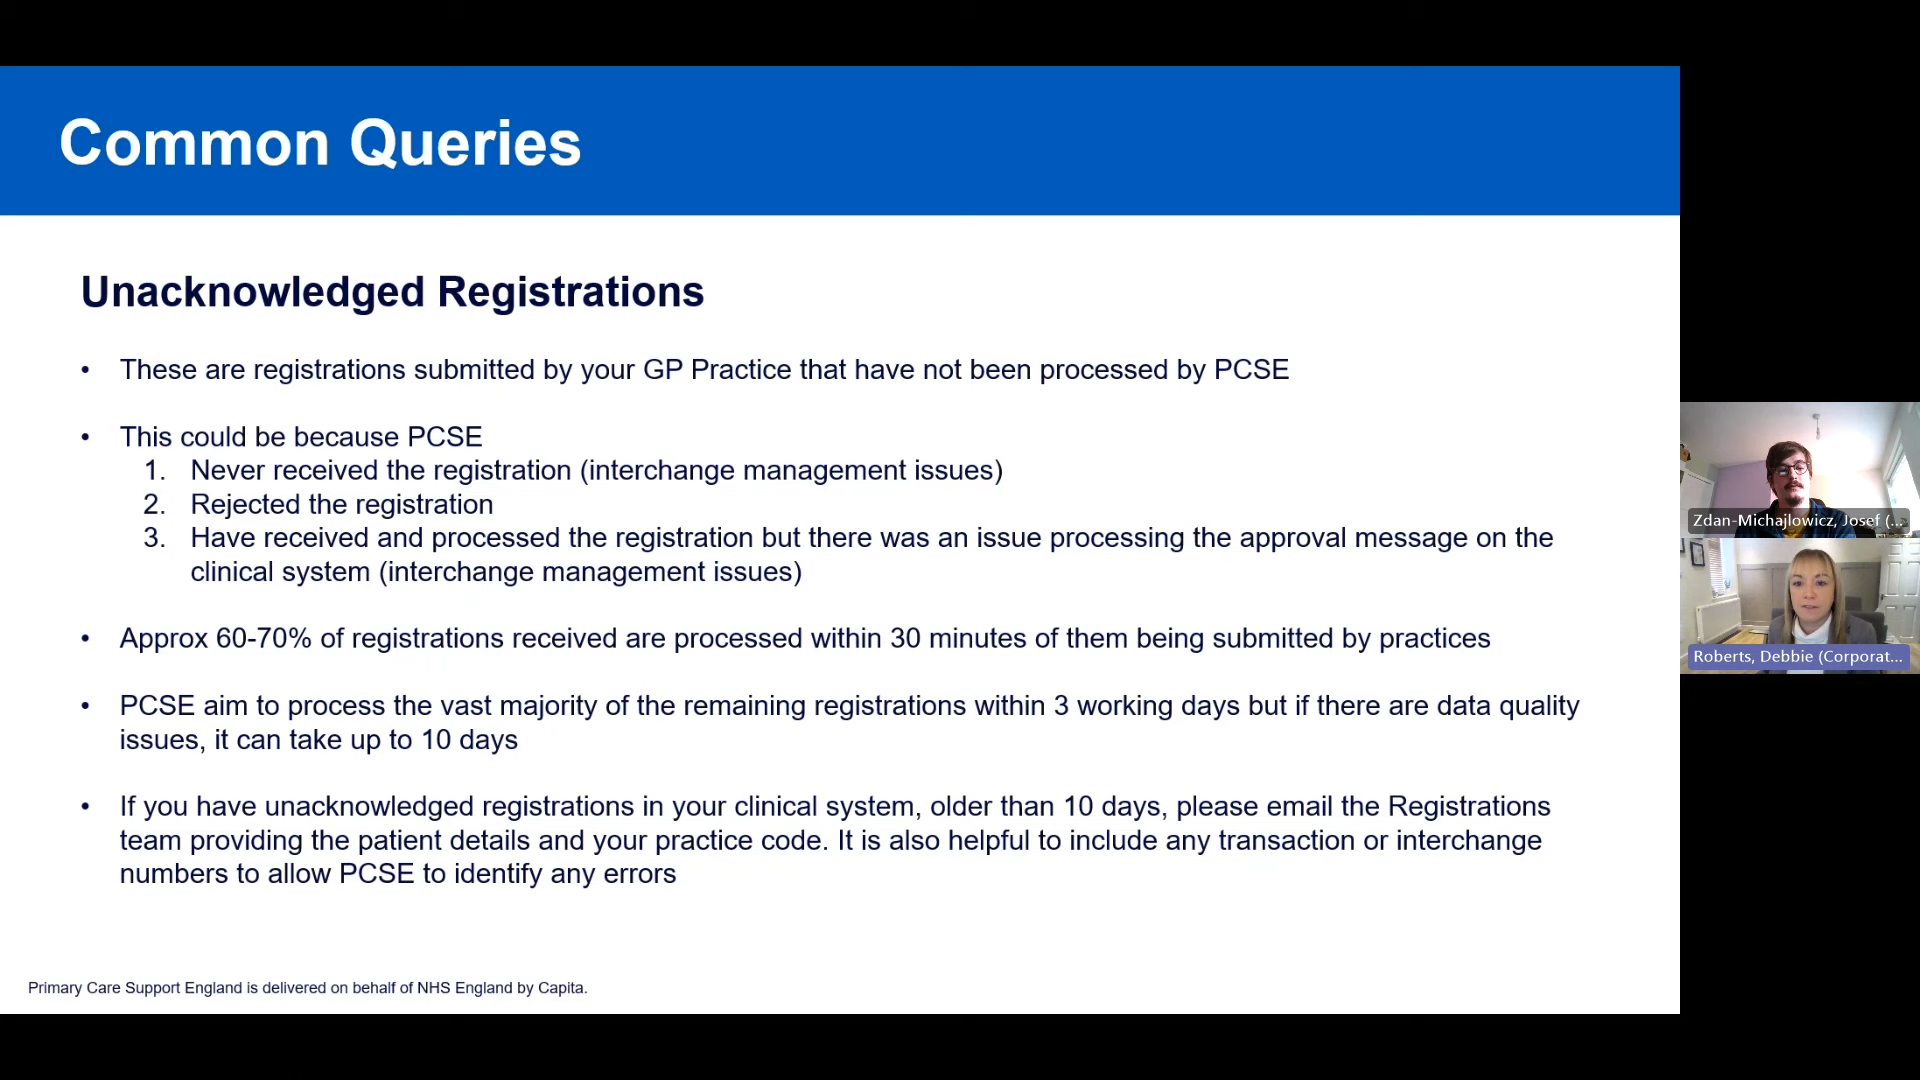 Common Queries
Unacknowledged Registrations
• These are registrations submitted by your GP Practice that have not been processed by PCSE
• This could be because PCSE
1. Never received the registration (interchange management issues)
2. Rejected the registration
3. Have received and processed the registration but there was an issue processing the approval message on the
clinical system (interchange management issues)
• Approx 60-70% of registrations received are processed within 30 minutes of them being submitted by practices
• PCSE aim to process the vast majority of the remaining registrations within 3 working days but if there are data quality
issues, it can take up to 10 days
• If you have unacknowledged registrations in your clinical system, older than 10 days, please email the Registrations
team providing the patient details and your practice code. It is also helpful to include any transaction or interchange
numbers to allow PCSE to identify any errors
Primary Care Support England is delivered on behalf of NHS England by Capita.
Zdan-Michajlowicz, Josef (...
Roberts, Debbie (Corporat...